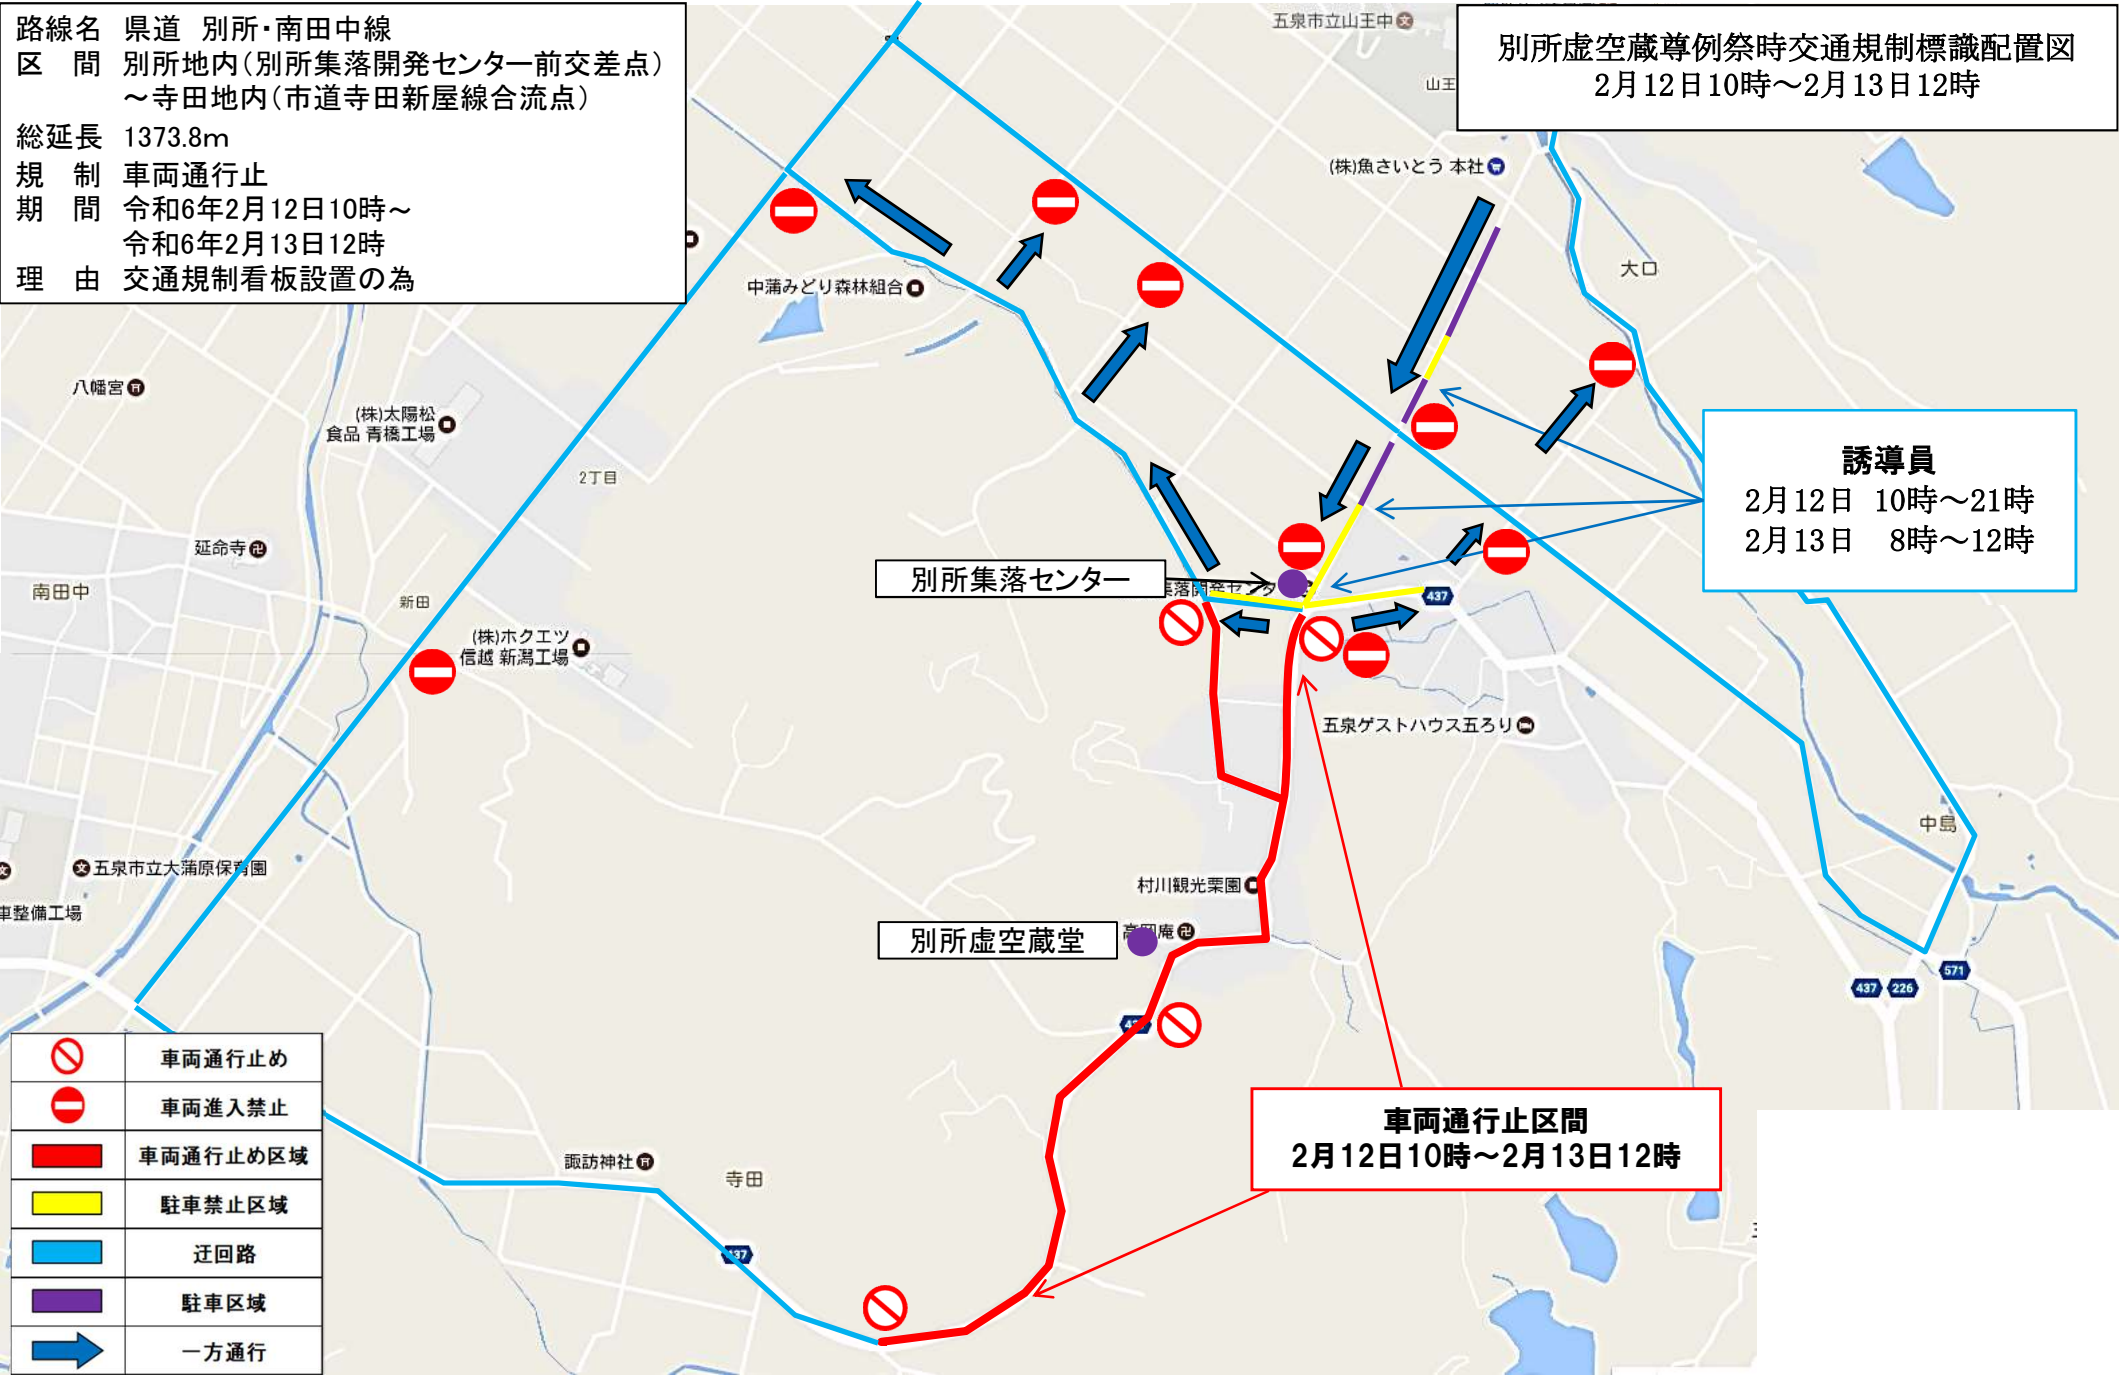 路線名 県道 別所・南田中線
区 間 別所地内(別所集落開発センター前交差点)
～寺田地内(市道寺田新屋線合流点)
総延長 1373.8m
規 制 車両通行止
期 間 令和6年2月12日10時～
令和6年2月13日12時
理 由 交通規制看板設置の為
別所虚空蔵尊例祭時交通規制標識配置図
2月12日10時～2月13日12時
五泉市立山王中
山王
(株)魚さいとう 本社
大口
中蒲みどり森林組合
八幡宮
(株)太陽松
食品 青橋工場
2丁目
誘導員
2月12日 10時～21時
2月13日 8時～12時
延命寺
南田中
新田
(株)ホクエツ
信越 新潟工場
別所集落センター
集落開発センタ
437
五泉ゲストハウス五ろり
中島
五泉市立大蒲原保育園
車整備工場
村川観光栗園
別所虚空蔵堂
高岡庵
571
437 226
437
車両通行止区間
2月12日10時～2月13日12時
諏訪神社
寺田
437
車両通行止め
車両進入禁止
車両通行止め区域
駐車禁止区域
迂回路
駐車区域
一方通行